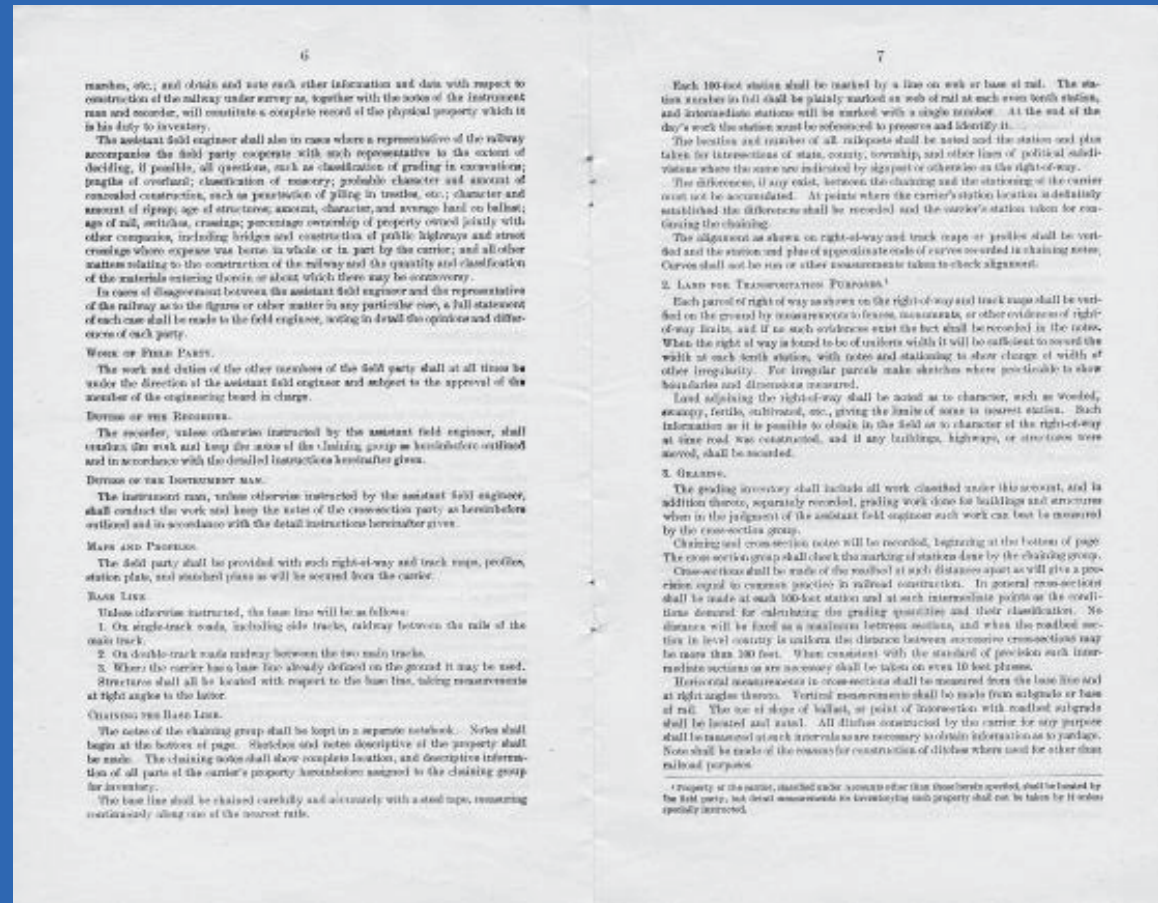 6
marshes, etc.; and obtain and note such other information and data with respect to
construction of the railway under survey as, together with the notes of the instrument
man and recorder, will constitute a complete record of the physical property which it
is his duty to inventory.
The assistant field engineer shall also in cases where a representative of the railway
accompanies the field party cooperate with such representative to the extent of
deciding, if possible, all questions, such as classification of grading in excavations;
lengths of overhaul; classification of masonry; probable character and amount of
concealed construction, such as penetration of piling in trestles, etc.; character and
amount of riprap; age of structures; amount, character, and average haul on ballast;
age of rail, switches, crossings; percentage ownership of property owned jointly with
other companies, including bridges and construction of public highways and street
crossings where expense was borne in whole or in part by the carrier; and all other
matters relating to the construction of the railway and the quantity and classification
of the materials entering therein or about which there may be controversy.
In cases of disagreement between the assistant field engineer and the representative
of the railway as to the figures or other matter in any particular case, a full statement
of each case shall be made to the field engineer, noting in detail the opinions and differ-
ences of each party.
Work of Field Party.
The work and duties of the other members of the field party shall at all times be
under the direction of the assistant field engineer and subject to the approval of the
member of the engineering board in charge.
Duties of the Recorder.
The recorder, unless otherwise instructed by the assistant field engineer, shall
conduct the work and keep the notes of the chaining group as hereinbefore outlined
and in accordance with the detailed instructions hereinafter given.
Duties of the Instrument man.
The instrument man, unless otherwise instructed by the assistant field engineer,
shall conduct the work and keep the notes of the cross-section party as hereinbefore
outlined and in accordance with the detail instructions hereinafter given.
Maps and Profiles.
The field party shall be provided with such right-of-way and track maps, profiles,
station plats, and standard plans as will be secured from the carrier.
Base Line.
Unless otherwise instructed, the base line will be as follows:
1. On single-track roads, including side tracks, midway between the rails of the
main track.
2. On double-track roads midway between the two main tracks.
3. Where the carrier has a base line already defined on the ground it may be used.
Structures shall all be located with respect to the base line, taking measurements
at right angles to the latter.
Chaining the Base Line.
The notes of the chaining group shall be kept in a separate notebook. Notes shall
begin at the bottom of page. Sketches and notes descriptive of the property shall
be made. The chaining notes shall show complete location, and descriptive informa-
tion of all parts of the carrier's property hereinbefore assigned to the chaining group
for inventory.
The base line shall be chained carefully and accurately with a steel tape, measuring
continuously along one of the nearest rails.
7
Each 100-foot station shall be marked by a line on web or base of rail. The sta-
tion number in full shall be plainly marked on web of rail at each even tenth station,
and intermediate stations will be marked with a single number. At the end of the
day's work the station must be referenced to preserve and identify it.
The location and number of all mileposts shall be noted and the station and plus
taken for intersections of state, county, township, and other lines of political subdi-
visions where the same are indicated by signpost or otherwise on the right-of-way.
The differences, if any exist, between the chaining and the stationing of the carrier
must not be accumulated. At points where the carrier's station location is definitely
established the differences shall be recorded and the carrier's station taken for con-
tinuing the chaining.
The alignment as shown on right-of-way and track maps or profiles shall be veri-
fied and the station and plus of approximate ends of curves recorded in chaining notes.
Curves shall not be run or other measurements taken to check alignment.
2. Land for Transportation Purposes.¹
Each parcel of right of way as shown on the right-of-way and track maps shall be veri-
fied on the ground by measurements to fences, monuments, or other evidences of right-
of-way limits, and if no such evidences exist the fact shall be recorded in the notes.
When the right of way is found to be of uniform width it will be sufficient to record the
width at each tenth station, with notes and stationing to show change of width of
other irregularity. For irregular parcels make sketches where practicable to show
boundaries and dimensions measured.
Land adjoining the right-of-way shall be noted as to character, such as wooded,
swampy, fertile, cultivated, etc., giving the limits of same to nearest station. Such
information as it is possible to obtain in the field as to character of the right-of-way
at time road was constructed, and if any buildings, highways, or structures were
moved, shall be recorded.
3. Grading.
The grading inventory shall include all work classified under this account, and in
addition thereto, separately recorded, grading work done for buildings and structures
when in the judgment of the assistant field engineer such work can best be measured
by the cross-section group.
Chaining and cross-section notes will be recorded, beginning at the bottom of page.
The cross-section group shall check the marking of stations done by the chaining group.
Cross-sections shall be made of the roadbed at such distances apart as will give a pre-
cision equal to common practice in railroad construction. In general cross-sections
shall be made at each 100-foot station and at such intermediate points as the condi-
tions demand for calculating the grading quantities and their classification. No
distance will be fixed as a maximum between sections, and when the roadbed sec-
tion in level country is uniform the distance between successive cross-sections may
be more than 100 feet. When consistent with the standard of precision such inter-
mediate sections as are necessary shall be taken on even 10 foot pluses.
Horizontal measurements in cross-sections shall be measured from the base line and
at right angles thereto. Vertical measurements shall be made from subgrade or base
of rail. The toe of slope of ballast, or point of intersection with roadbed subgrade
shall be located and noted. All ditches constructed by the carrier for any purpose
shall be measured at such intervals as are necessary to obtain information as to yardage.
Note shall be made of the reasons for construction of ditches where used for other than
railroad purposes.
¹ Property of the carrier, classified under accounts other than those herein specified, shall be located by
the field party, but detail measurements for inventorying such property shall not be taken by it unless
specially instructed.